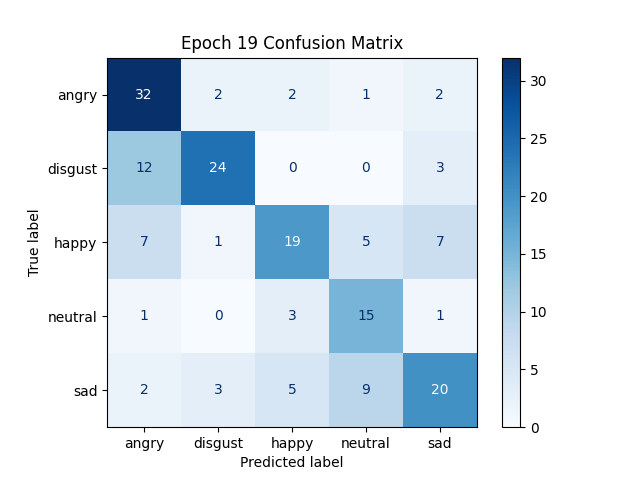 Epoch 19 Confusion Matrix
angry 32 2 2 1 2
disgust 12 24 0 0 3
happy 7 1 19 5 7
neutral 1 0 3 15 1
sad 2 3 5 9 20
angry disgust happy neutral sad
Predicted label
True label
30
25
20
15
10
5
0